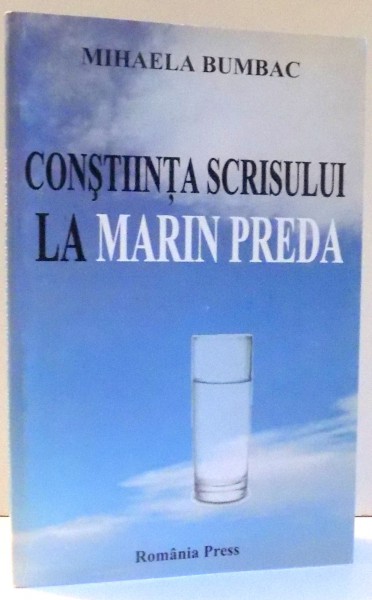 MIHAELA BUMBAC
CONŞTIINŢA SCRISULUI
LA MARIN PREDA
România Press